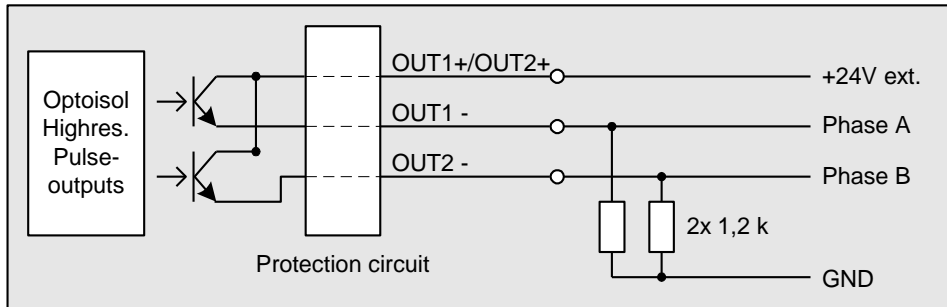 Optoisol
Highres.
Pulse-
outputs
OUT1+/OUT2+
OUT1 -
OUT2 -
Protection circuit
+24V ext.
Phase A
Phase B
2x 1,2 k
GND